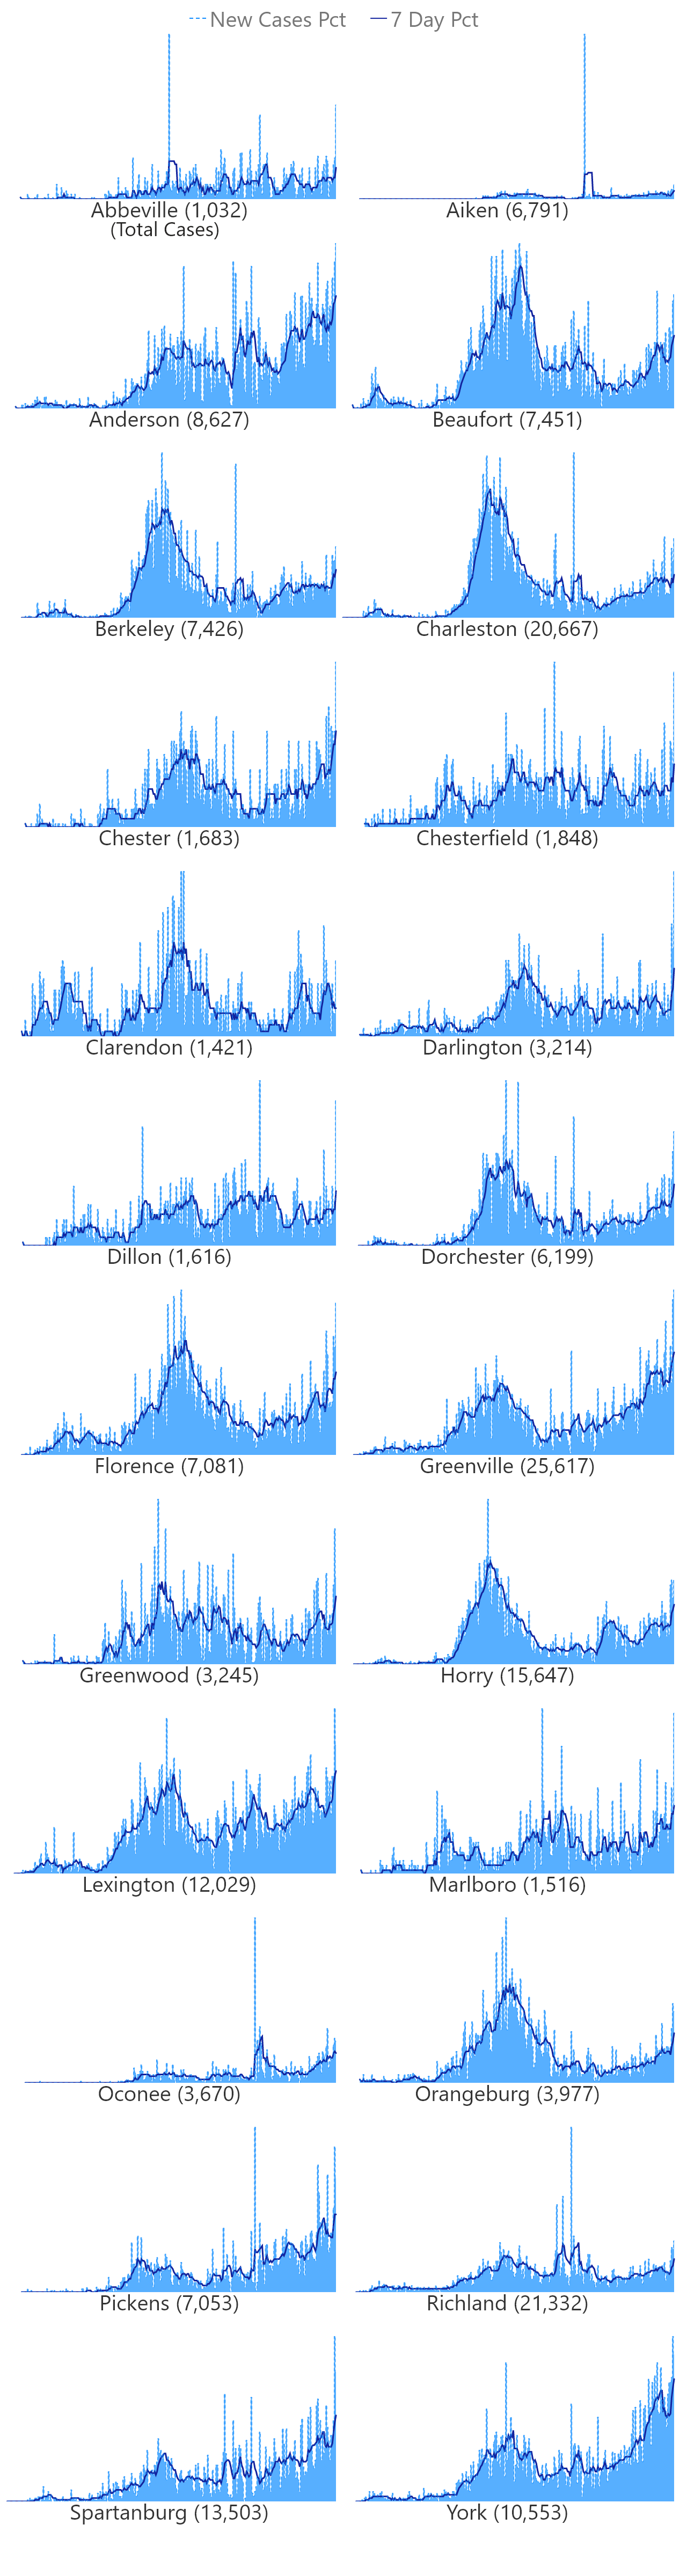 New Cases Pct 7 Day Pct
Abbeville (1,032) Aiken (6,791)
(Total Cases)
Anderson (8,627) Beaufort (7,451)
Berkeley (7,426) Charleston (20,667)
Chester (1,683) Chesterfield (1,848)
Clarendon (1,421) Darlington (3,214)
Dillon (1,616) Dorchester (6,199)
Florence (7,081) Greenville (25,617)
Greenwood (3,245) Horry (15,647)
Lexington (12,029) Marlboro (1,516)
Oconee (3,670) Orangeburg (3,977)
Pickens (7,053) Richland (21,332)
Spartanburg (13,503) York (10,553)